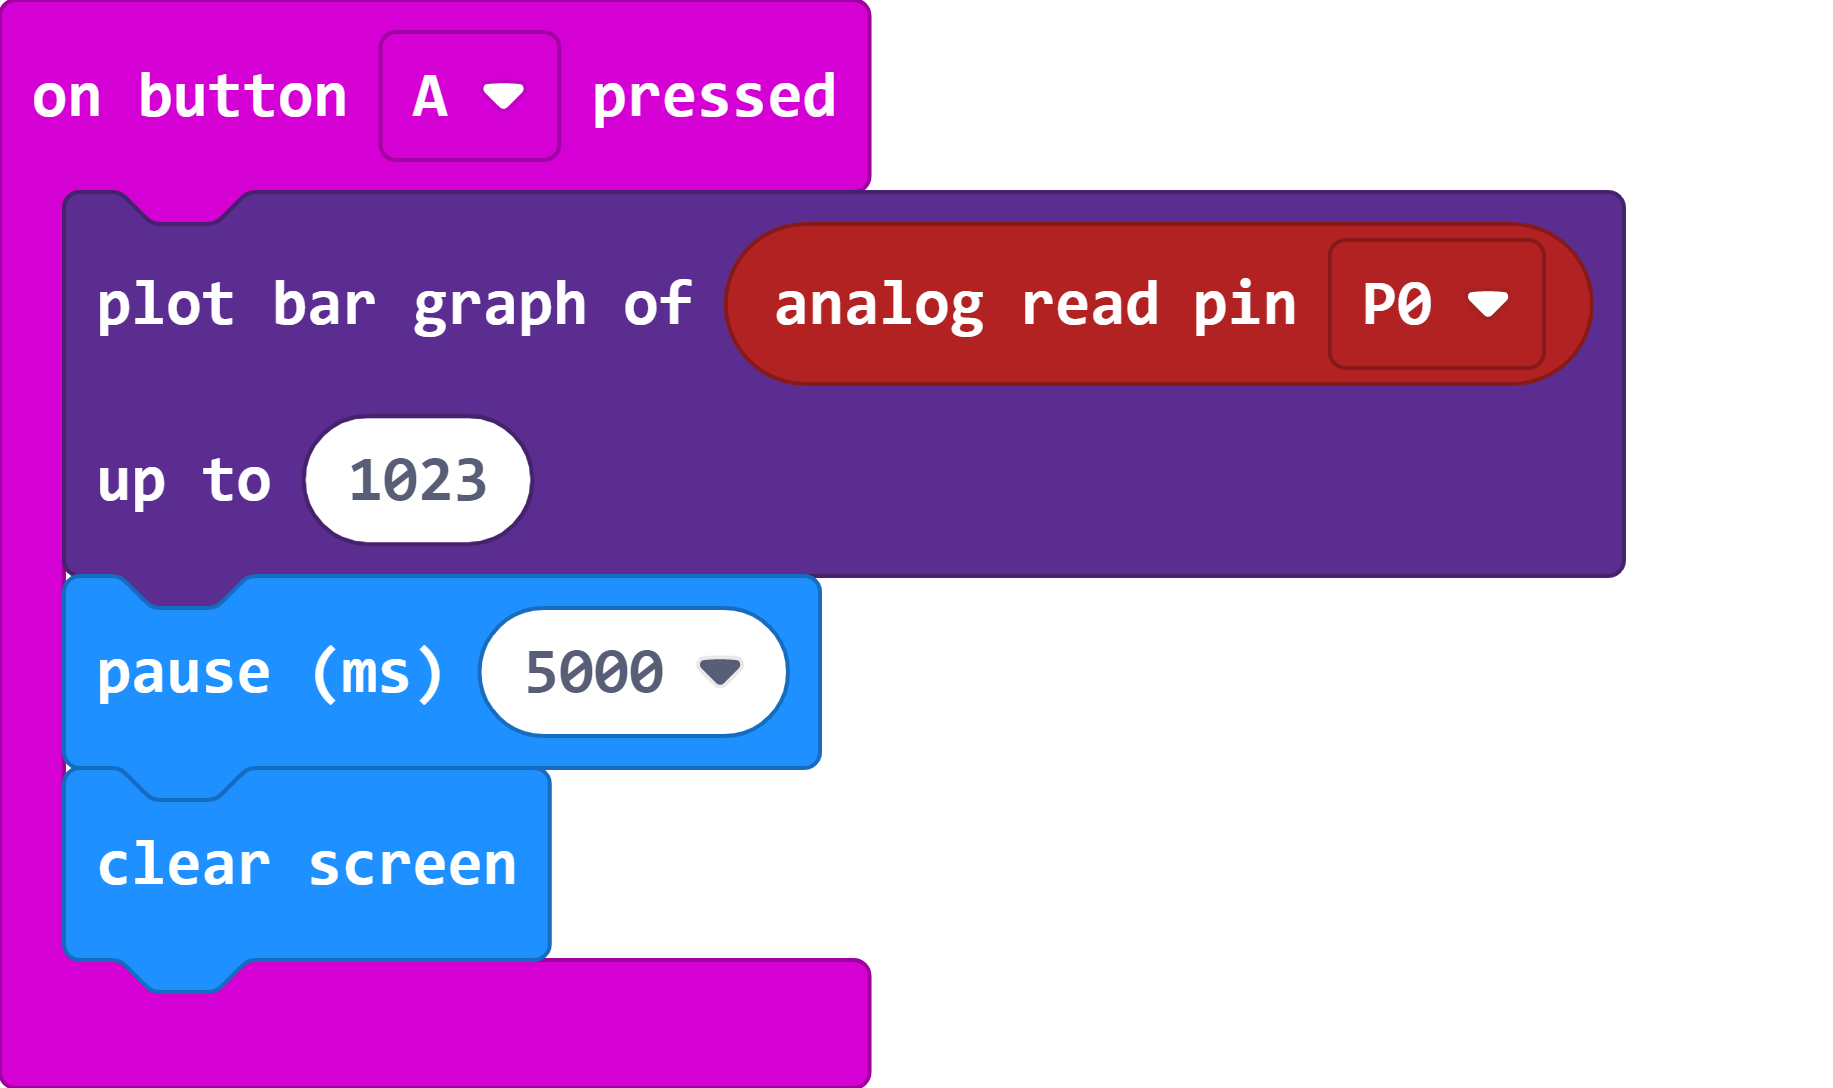 on button A pressed
plot bar graph of analog read pin P0
up to 1023
pause (ms) 5000
clear screen